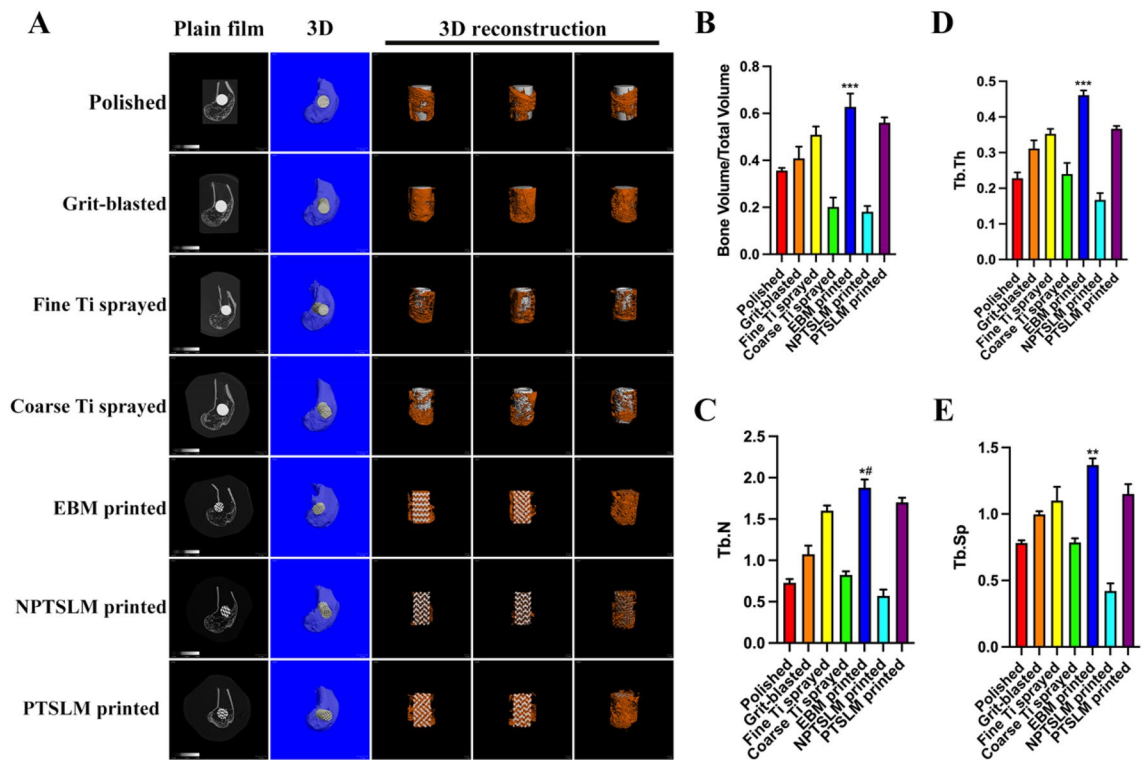 A
Plain film
3D
3D reconstruction
Polished
Grit-blasted
Fine Ti sprayed
Coarse Ti sprayed
EBM printed
NPTSLM printed
PTSLM printed
B
Bone Volume/Total Volume
0.8
0.6
0.4
0.2
0.0
***
Polished
Grit-blasted
Fine Ti sprayed
Coarse Ti sprayed
EBM printed
NPTSLM printed
PTSLM printed
D
Tb.Th
0.5
0.4
0.3
0.2
0.1
0.0
***
Polished
Grit-blasted
Fine Ti sprayed
Coarse Ti sprayed
EBM printed
NPTSLM printed
PTSLM printed
C
Tb.N
2.5
2.0
1.5
1.0
0.5
0.0
*#
Polished
Grit-blasted
Fine Ti sprayed
Coarse Ti sprayed
EBM printed
NPTSLM printed
PTSLM printed
E
Tb.Sp
1.5
1.0
0.5
0.0
**
Polished
Grit-blasted
Fine Ti sprayed
Coarse Ti sprayed
EBM printed
NPTSLM printed
PTSLM printed